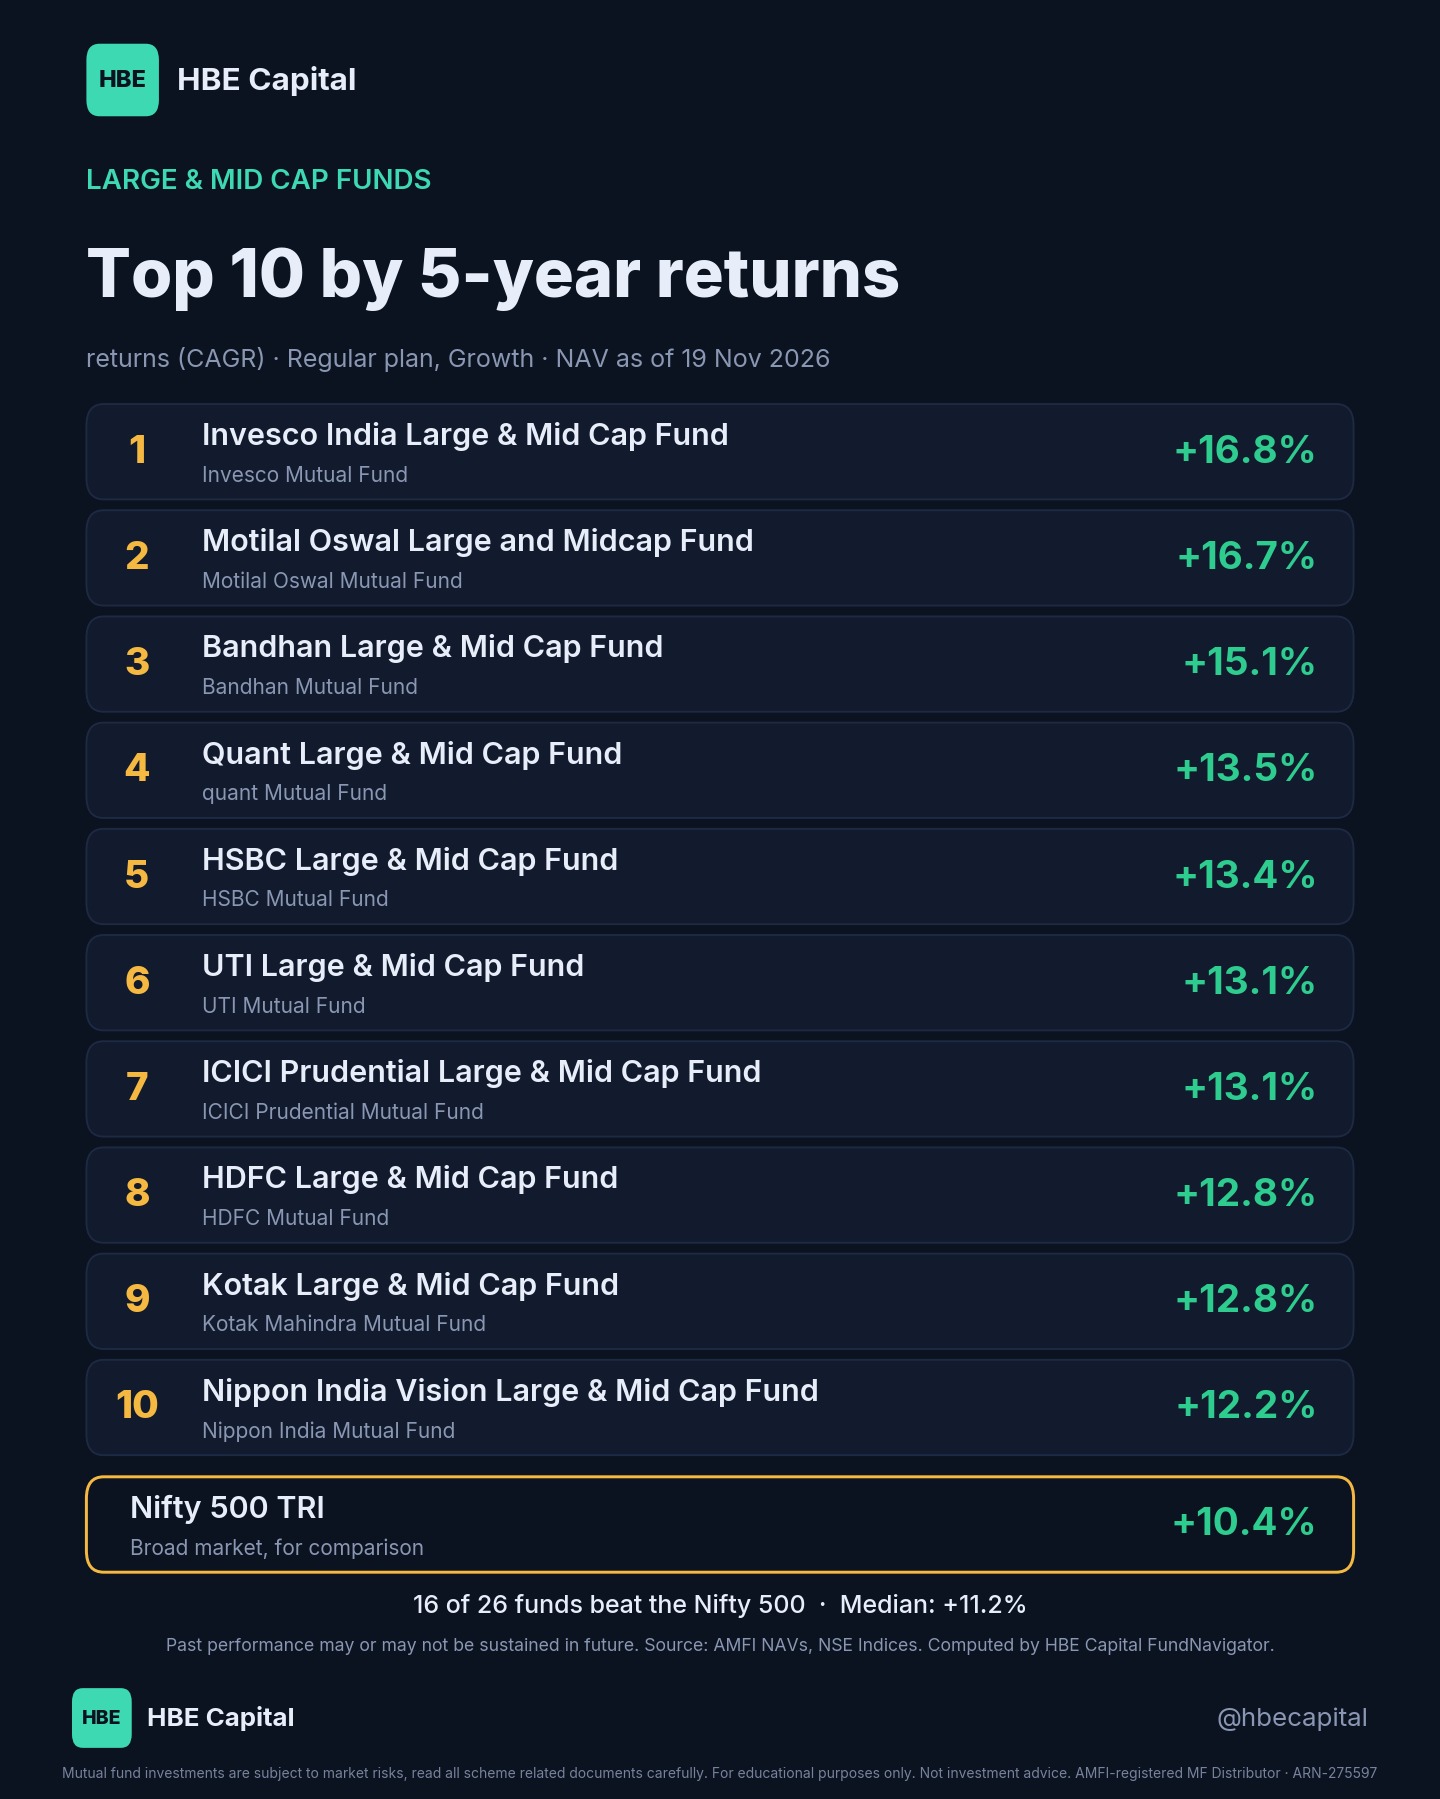 HBE
HBE Capital
LARGE & MID CAP FUNDS
Top 10 by 5-year returns
returns (CAGR) · Regular plan, Growth · NAV as of 19 Nov 2026
1
Invesco India Large & Mid Cap Fund
Invesco Mutual Fund
+16.8%
2
Motilal Oswal Large and Midcap Fund
Motilal Oswal Mutual Fund
+16.7%
3
Bandhan Large & Mid Cap Fund
Bandhan Mutual Fund
+15.1%
4
Quant Large & Mid Cap Fund
quant Mutual Fund
+13.5%
5
HSBC Large & Mid Cap Fund
HSBC Mutual Fund
+13.4%
6
UTI Large & Mid Cap Fund
UTI Mutual Fund
+13.1%
7
ICICI Prudential Large & Mid Cap Fund
ICICI Prudential Mutual Fund
+13.1%
8
HDFC Large & Mid Cap Fund
HDFC Mutual Fund
+12.8%
9
Kotak Large & Mid Cap Fund
Kotak Mahindra Mutual Fund
+12.8%
10
Nippon India Vision Large & Mid Cap Fund
Nippon India Mutual Fund
+12.2%
Nifty 500 TRI
Broad market, for comparison
+10.4%
16 of 26 funds beat the Nifty 500 · Median: +11.2%
Past performance may or may not be sustained in future. Source: AMFI NAVs, NSE Indices. Computed by HBE Capital FundNavigator.
HBE
HBE Capital
@hbecapital
Mutual fund investments are subject to market risks, read all scheme related documents carefully. For educational purposes only. Not investment advice. AMFI-registered MF Distributor · ARN-275597